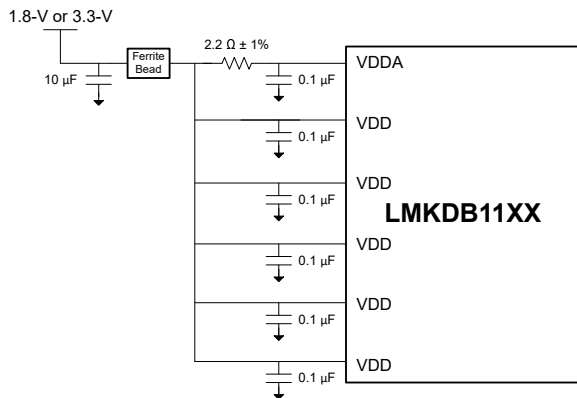 1.8-V or 3.3-V
Ferrite
Bead
2.2 Ω ± 1%
10 µF
0.1 µF
VDDA
0.1 µF
VDD
0.1 µF
VDD
LMKDB11XX
0.1 µF
VDD
0.1 µF
VDD
0.1 µF
VDD